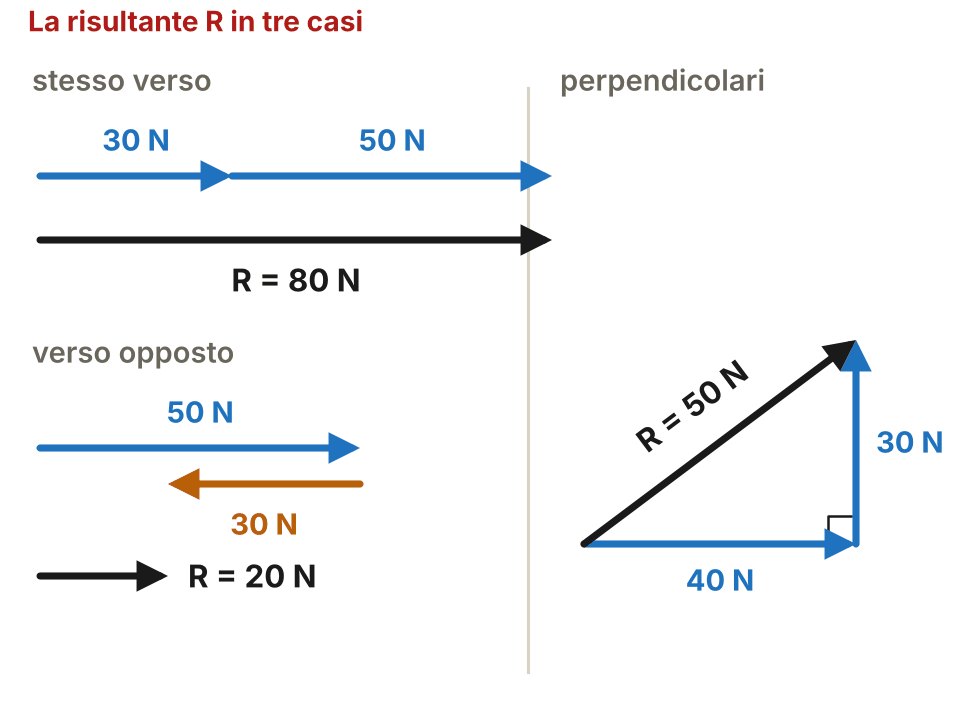 La risultante R in tre casi
stesso verso
30 N
50 N
R = 80 N
verso opposto
50 N
30 N
R = 20 N
perpendicolari
R = 50 N
30 N
40 N